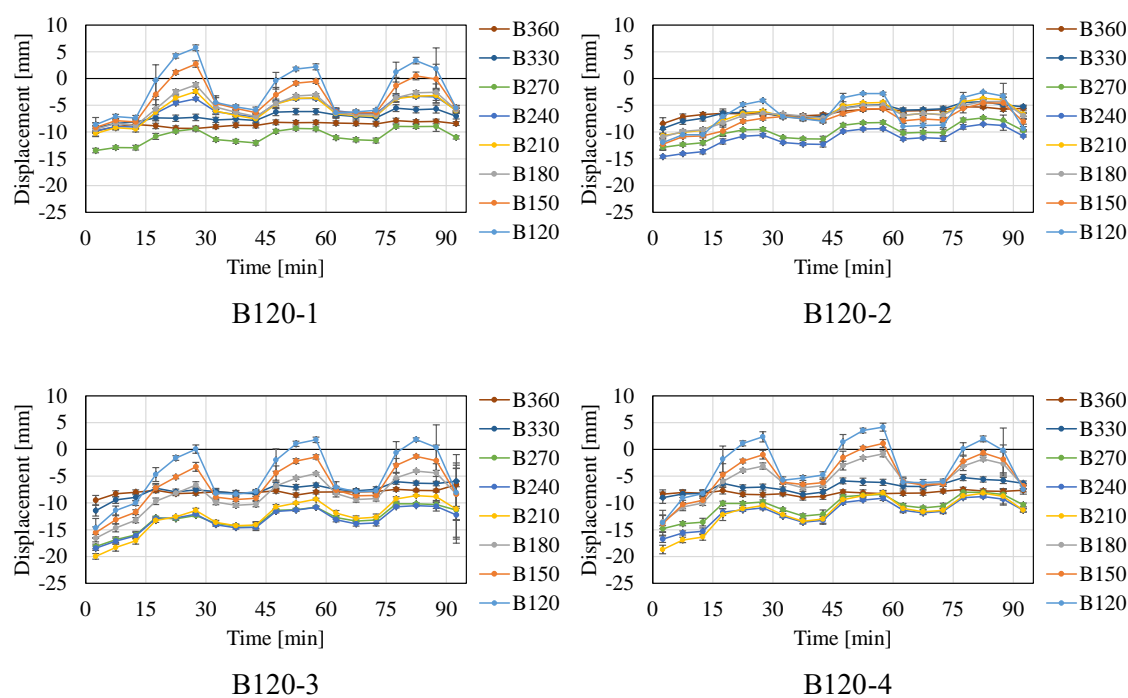 Displacement [mm]
10
5
0
-5
-10
-15
-20
-25
0 15 30 45 60 75 90
Time [min]
B360
B330
B270
B240
B210
B180
B150
B120
B120-1
Displacement [mm]
10
5
0
-5
-10
-15
-20
-25
0 15 30 45 60 75 90
Time [min]
B360
B330
B270
B240
B210
B180
B150
B120
B120-2
Displacement [mm]
10
5
0
-5
-10
-15
-20
-25
0 15 30 45 60 75 90
Time [min]
B360
B330
B270
B240
B210
B180
B150
B120
B120-3
Displacement [mm]
10
5
0
-5
-10
-15
-20
-25
0 15 30 45 60 75 90
Time [min]
B360
B330
B270
B240
B210
B180
B150
B120
B120-4